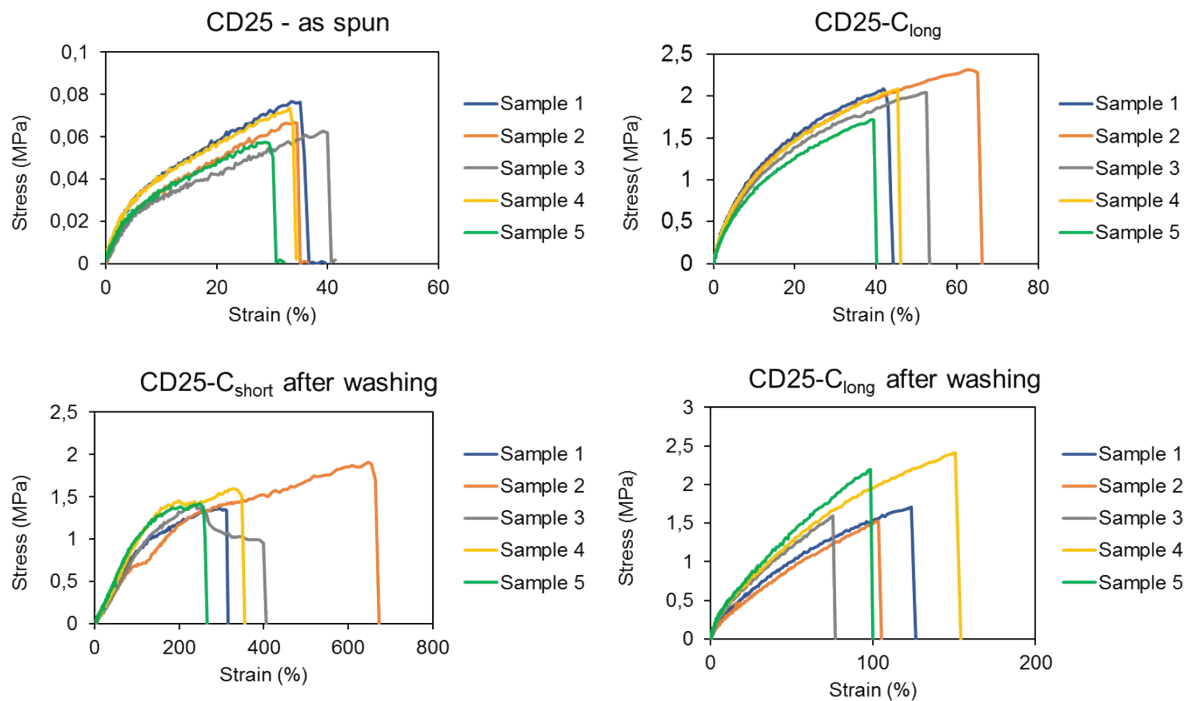 CD25 - as spun
0,1
0,08
0,06
0,04
0,02
0
Stress (MPa)
0 20 40 60
Strain (%)
Sample 1
Sample 2
Sample 3
Sample 4
Sample 5
CD25-Clong
2,5
2
1,5
1
0,5
0
Stress( MPa)
0 20 40 60 80
Strain (%)
Sample 1
Sample 2
Sample 3
Sample 4
Sample 5
CD25-Cshort after washing
2,5
2
1,5
1
0,5
0
Stress (MPa)
0 200 400 600 800
Strain (%)
Sample 1
Sample 2
Sample 3
Sample 4
Sample 5
CD25-Clong after washing
3
2,5
2
1,5
1
0,5
0
Stress (MPa)
0 100 200
Strain (%)
Sample 1
Sample 2
Sample 3
Sample 4
Sample 5